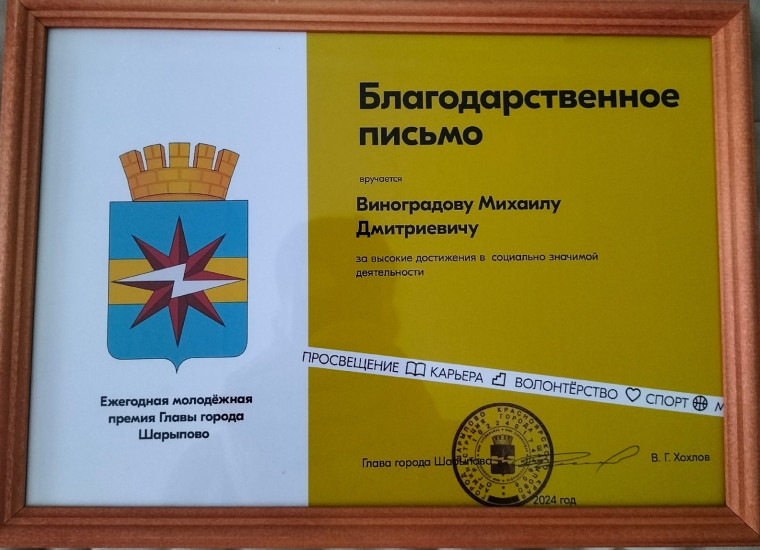 Благодарственное
письмо
вручается
Виноградову Михаилу
Дмитриевичу
за высокие достижения в социально значимой
деятельности
ПРОСВЕЩЕНИЕ КАРЬЕРА ВОЛОНТЁРСТВО СПОРТ М
Ежегодная молодёжная
премия Главы города
Шарыпово
Глава города Шарыпова В. Г. Хохлов
2024 год